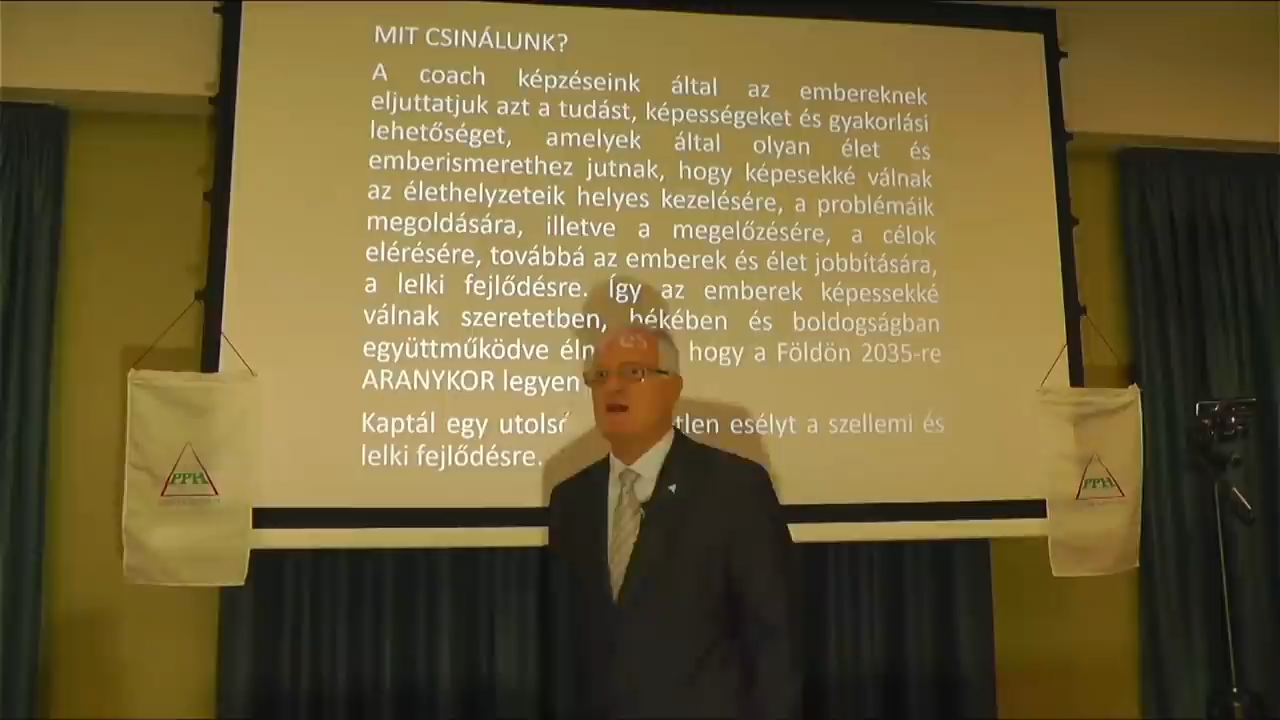 MIT CSINÁLUNK?
A coach képzéseink által az embereknek
eljuttatjuk azt a tudást, képességeket és gyakorlási
lehetőséget, amelyek által olyan élet és
emberismerethez jutnak, hogy képesekké válnak
az élethelyzeteik helyes kezelésére, a problémáik
megoldására, illetve a megelőzésére, a célok
elérésére, továbbá az emberek és élet jobbítására,
a lelki fejlődésre. Így az emberek képessekké
válnak szeretetben, békében és boldogságban
együttműködve hogy a Földön 2035-re
ARANYKOR legyen
Kaptál egy esélyt a szellemi és
lelki fejlődésre.
PPH
PPH